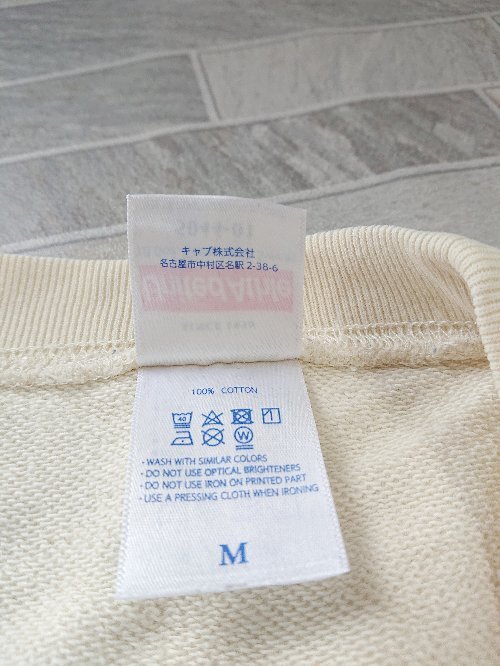 キャブ株式会社
名古屋市中村区名駅 2-38-6
100% COTTON
40
・WASH WITH SIMILAR COLORS
・DO NOT USE OPTICAL BRIGHTENERS
・DO NOT USE IRON ON PRINTED PART
・USE A PRESSING CLOTH WHEN IRONING
M